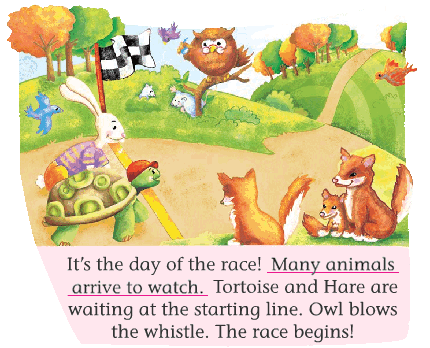 It's the day of the race! Many animals
arrive to watch. Tortoise and Hare are
waiting at the starting line. Owl blows
the whistle. The race begins!